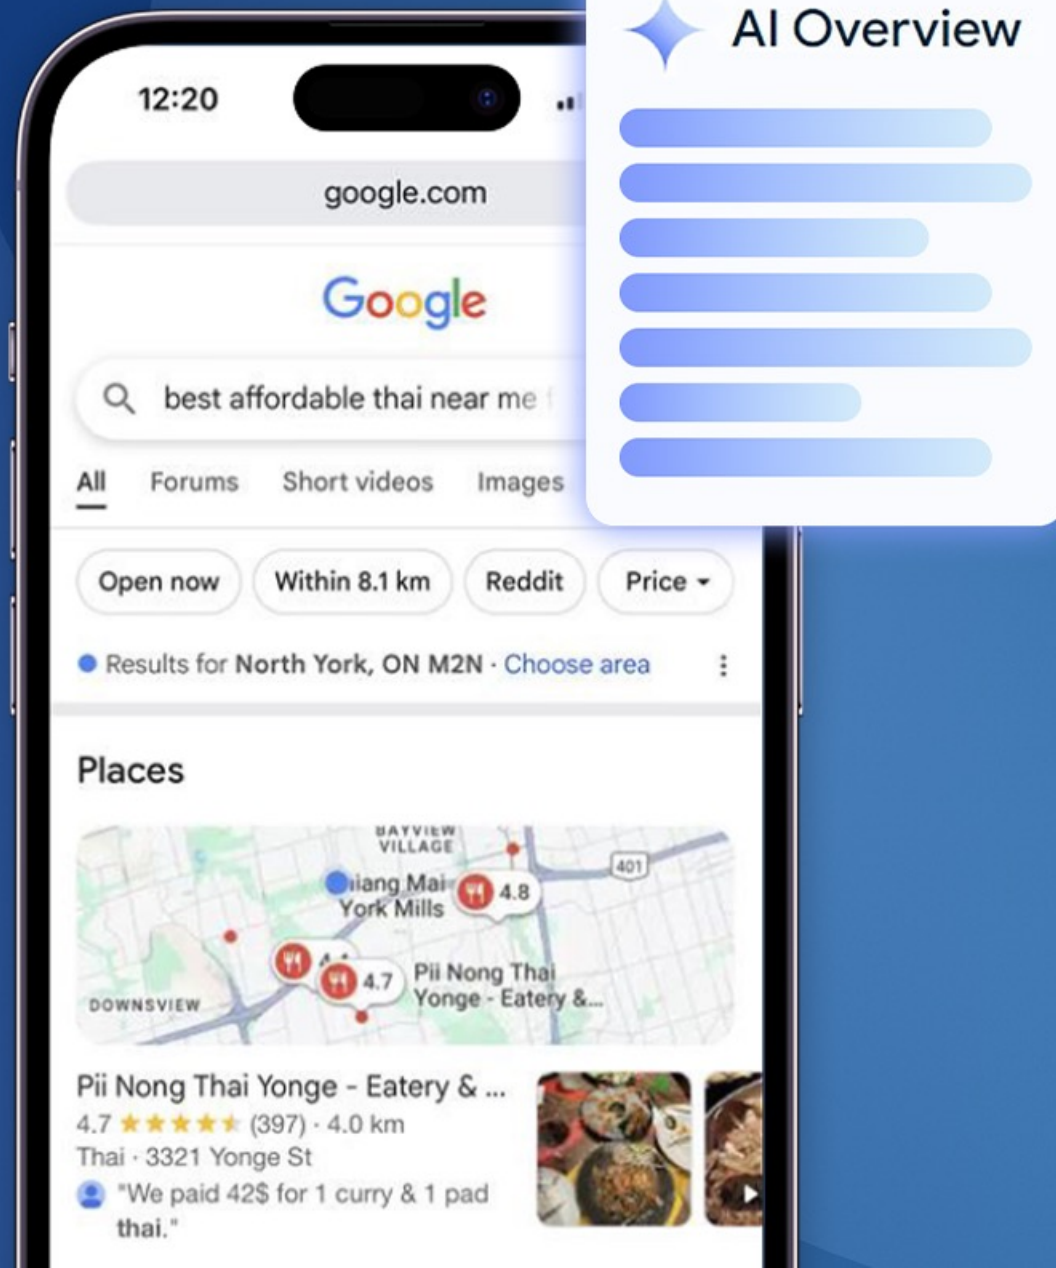 AI Overview
12:20
google.com
Google
best affordable thai near me
All Forums Short videos Images
Open now Within 8.1 km Reddit Price
Results for North York, ON M2N · Choose area
Places
BAYVIEW
VILLAGE
401
iiang Mai
York Mills
4.8
4.7
Pii Nong Thai
Yonge - Eatery &...
DOWNSVIEW
Pii Nong Thai Yonge - Eatery & ...
4.7 (397) · 4.0 km
Thai · 3321 Yonge St
"We paid 42$ for 1 curry & 1 pad
thai."